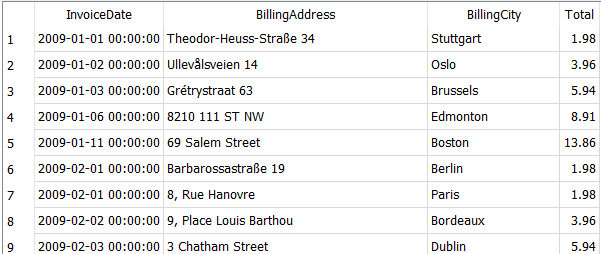 InvoiceDate BillingAddress BillingCity Total
1 2009-01-01 00:00:00 Theodor-Heuss-Straße 34 Stuttgart 1.98
2 2009-01-02 00:00:00 Ullevålsveien 14 Oslo 3.96
3 2009-01-03 00:00:00 Grétrystraat 63 Brussels 5.94
4 2009-01-06 00:00:00 8210 111 ST NW Edmonton 8.91
5 2009-01-11 00:00:00 69 Salem Street Boston 13.86
6 2009-02-01 00:00:00 Barbarossastraße 19 Berlin 1.98
7 2009-02-01 00:00:00 8, Rue Hanovre Paris 1.98
8 2009-02-02 00:00:00 9, Place Louis Barthou Bordeaux 3.96
9 2009-02-03 00:00:00 3 Chatham Street Dublin 5.94